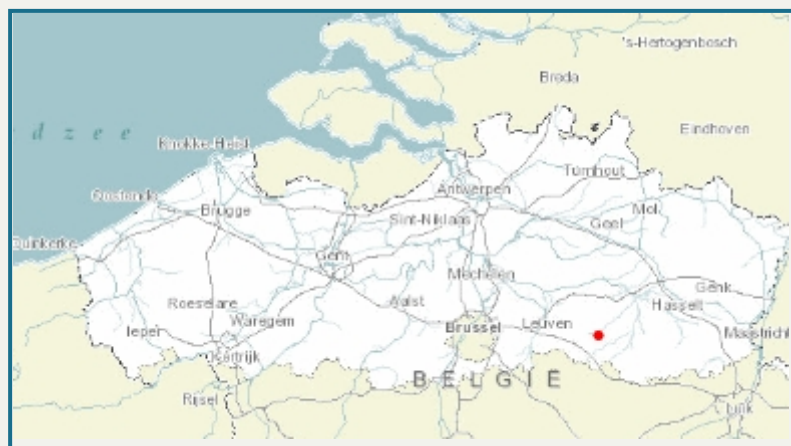 's-Hertogenbosch
Breda
d z e e
Eindhoven
Knokke-Heist
Turnhout
Antwerpen
Oostende
Mol
Brugge
Sint-Niklaas
Geel
Duinkerke
Gent
Mechelen
Genk
Aalst
Hasselt
Roeselare
Waregem
Brussel
Leuven
Ieper
Maastricht
Kortrijk
BELGIË
Rijsel
Luik